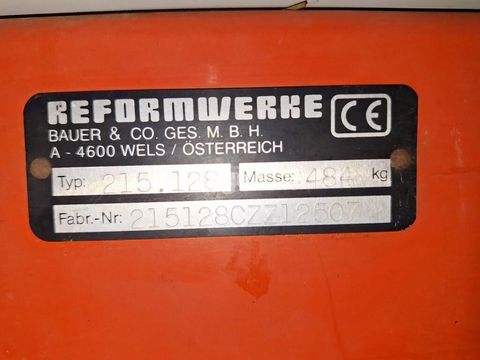 REFORMWERKE CE
BAUER & CO. GES. M. B. H.
A - 4600 WELS / ÖSTERREICH
Typ: 215.128 Masse: 484 kg
Fabr.-Nr: 215128CZZ12507